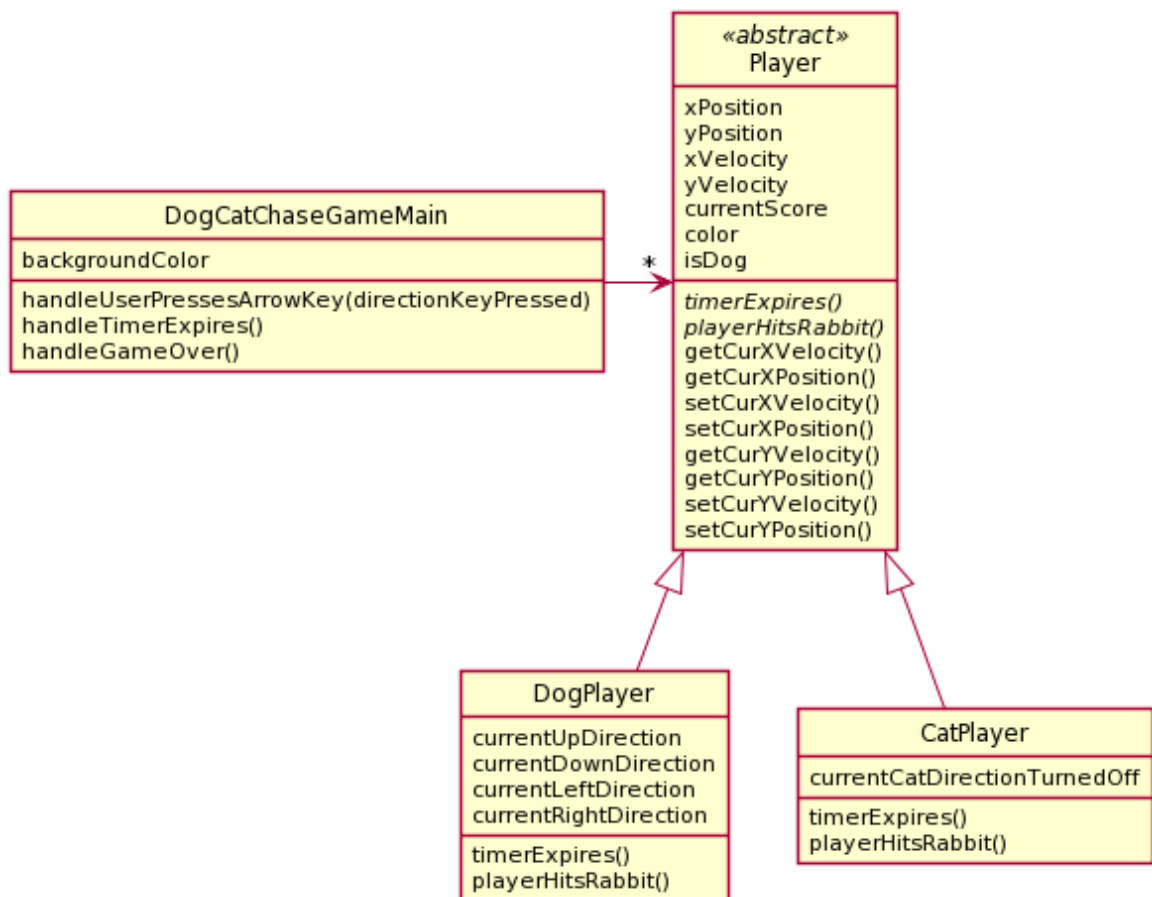 «abstract»
Player
xPosition
yPosition
xVelocity
yVelocity
currentScore
color
isDog
timerExpires()
playerHitsRabbit()
getCurXVelocity()
getCurXPosition()
setCurXVelocity()
setCurXPosition()
getCurYVelocity()
getCurYPosition()
setCurYVelocity()
setCurYPosition()
DogCatChaseGameMain
backgroundColor
handleUserPressesArrowKey(directionKeyPressed)
handleTimerExpires()
handleGameOver()
*
DogPlayer
currentUpDirection
currentDownDirection
currentLeftDirection
currentRightDirection
timerExpires()
playerHitsRabbit()
CatPlayer
currentCatDirectionTurnedOff
timerExpires()
playerHitsRabbit()